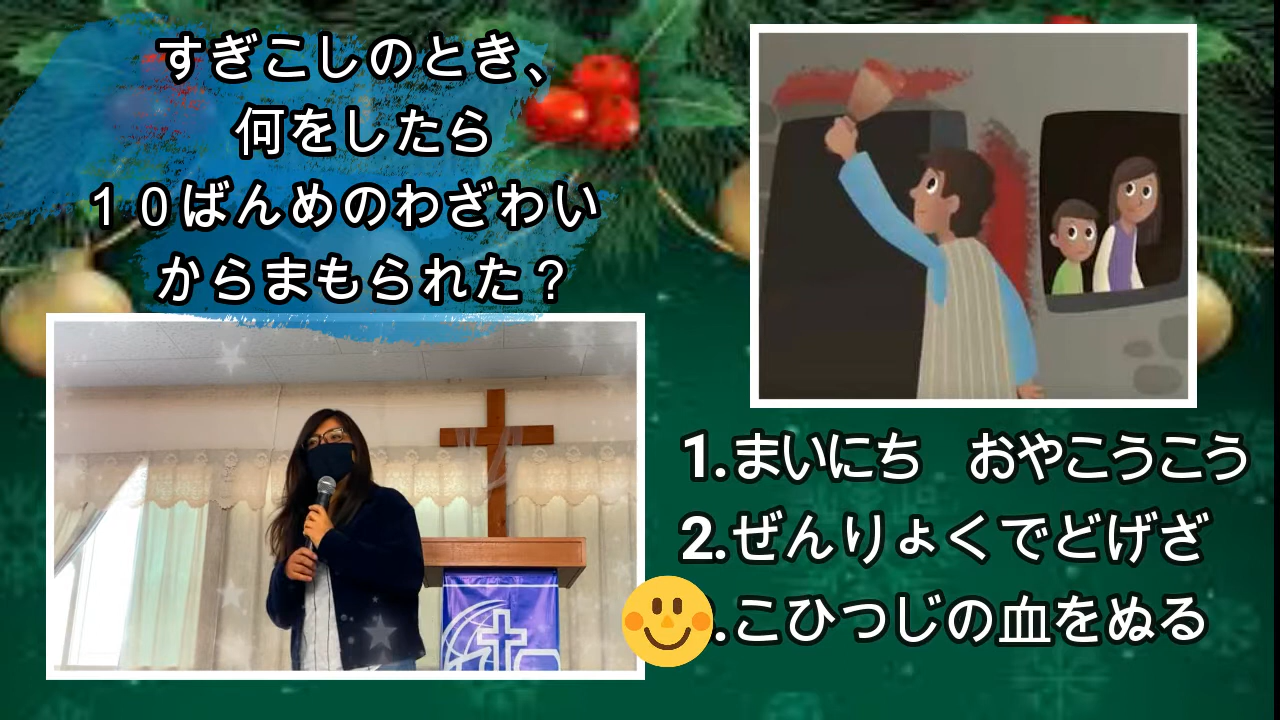 すぎこしのとき、
何をしたら
１０ばんめのわざわい
からまもられた？
1.まいにち　おやこうこう
2.ぜんりょくでどげざ
.こひつじの血をぬる